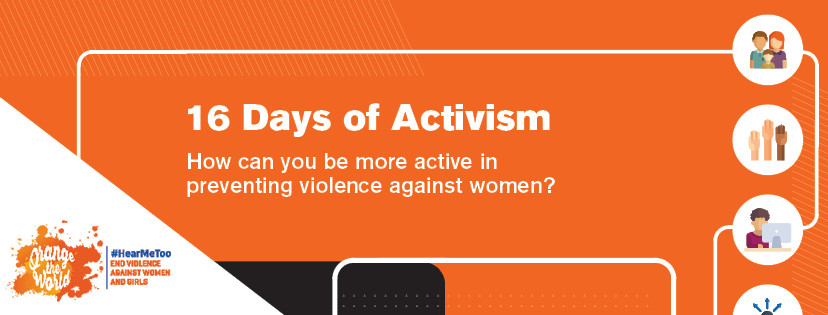 16 Days of Activism
How can you be more active in
preventing violence against women?
Orange
the
World
#HearMeToo
END VIOLENCE
AGAINST WOMEN
AND GIRLS